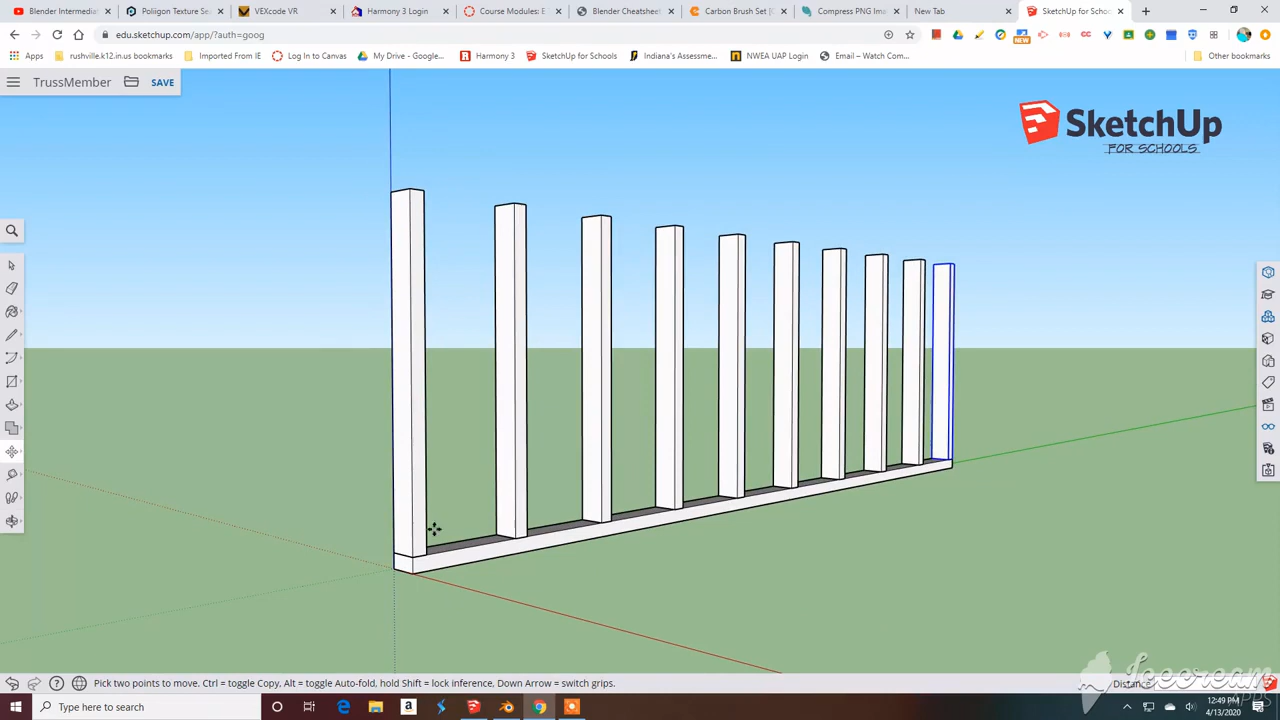 Blender Intermedia
Poliigon Texture Se
VEXcode VR
Harmony 3 Login
Course Modules: E
Blender Cheatsheet
Carbon Brush Set [
Compress PNG Ima
New Tab
SketchUp for Schoo
edu.sketchup.com/app/?auth=goog
Apps
rushville.k12.in.us bookmarks
Imported From IE
Log In to Canvas
My Drive - Google...
Harmony 3
SketchUp for Schools
Indiana's Assessme...
NWEA UAP Login
Email – Watch Com...
Other bookmarks
TrussMember
SAVE
SketchUp
FOR SCHOOLS
Pick two points to move. Ctrl = toggle Copy, Alt = toggle Auto-fold, hold Shift = lock inference, Down Arrow = switch grips.
Distance
Icecream
APPS
Type here to search
12:49 PM
4/13/2020